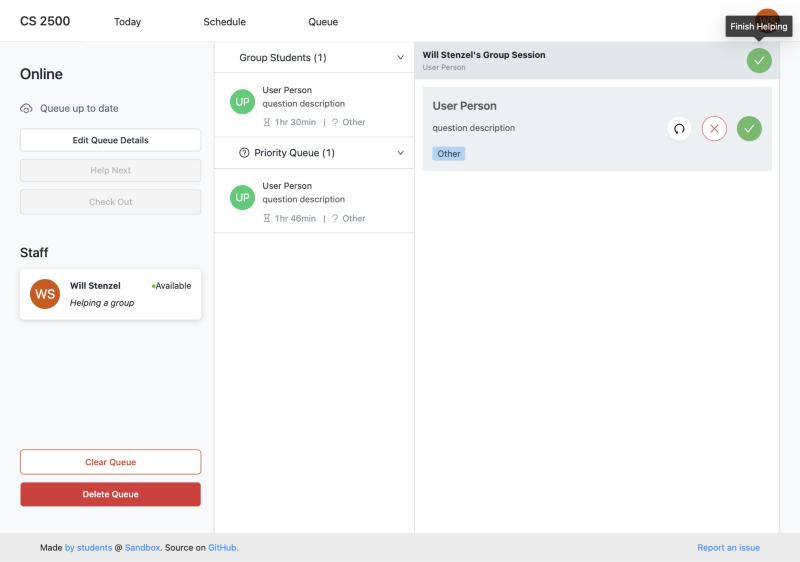 CS 2500
Today
Schedule
Queue
Finish Helping
Online
Queue up to date
Edit Queue Details
Help Next
Check Out
Staff
WS
Will Stenzel
Available
Helping a group
Clear Queue
Delete Queue
Group Students (1)
UP
User Person
question description
1hr 30min | ? Other
Priority Queue (1)
UP
User Person
question description
1hr 46min | ? Other
Will Stenzel's Group Session
User Person
User Person
question description
Other
Made by students @ Sandbox. Source on GitHub.
Report an issue